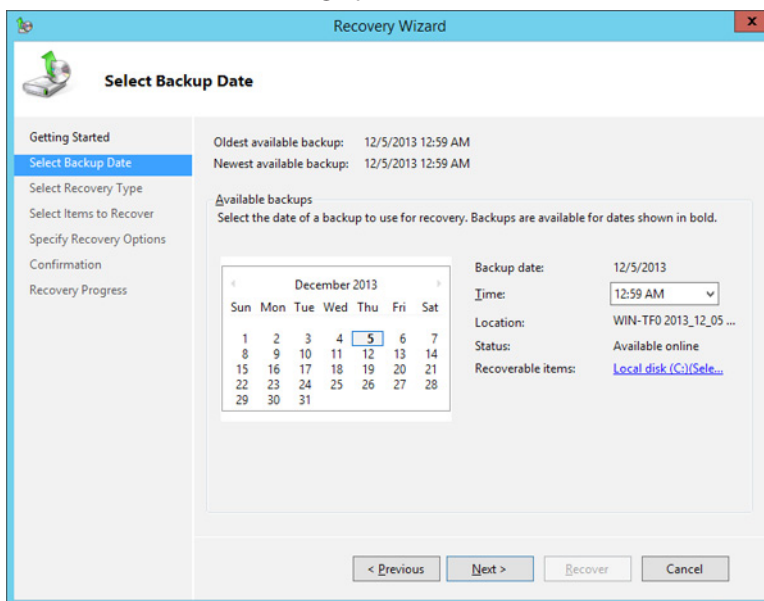 Recovery Wizard
x
Select Backup Date
Getting Started
Select Backup Date
Select Recovery Type
Select Items to Recover
Specify Recovery Options
Confirmation
Recovery Progress
Oldest available backup: 12/5/2013 12:59 AM
Newest available backup: 12/5/2013 12:59 AM
Available backups
Select the date of a backup to use for recovery. Backups are available for dates shown in bold.
December 2013
Sun Mon Tue Wed Thu Fri Sat
1 2 3 4 5 6 7
8 9 10 11 12 13 14
15 16 17 18 19 20 21
22 23 24 25 26 27 28
29 30 31
Backup date: 12/5/2013
Time: 12:59 AM
Location: WIN-TF0 2013_12_05 ...
Status: Available online
Recoverable items: Local disk (C:)(Sele...
< Previous Next > Recover Cancel